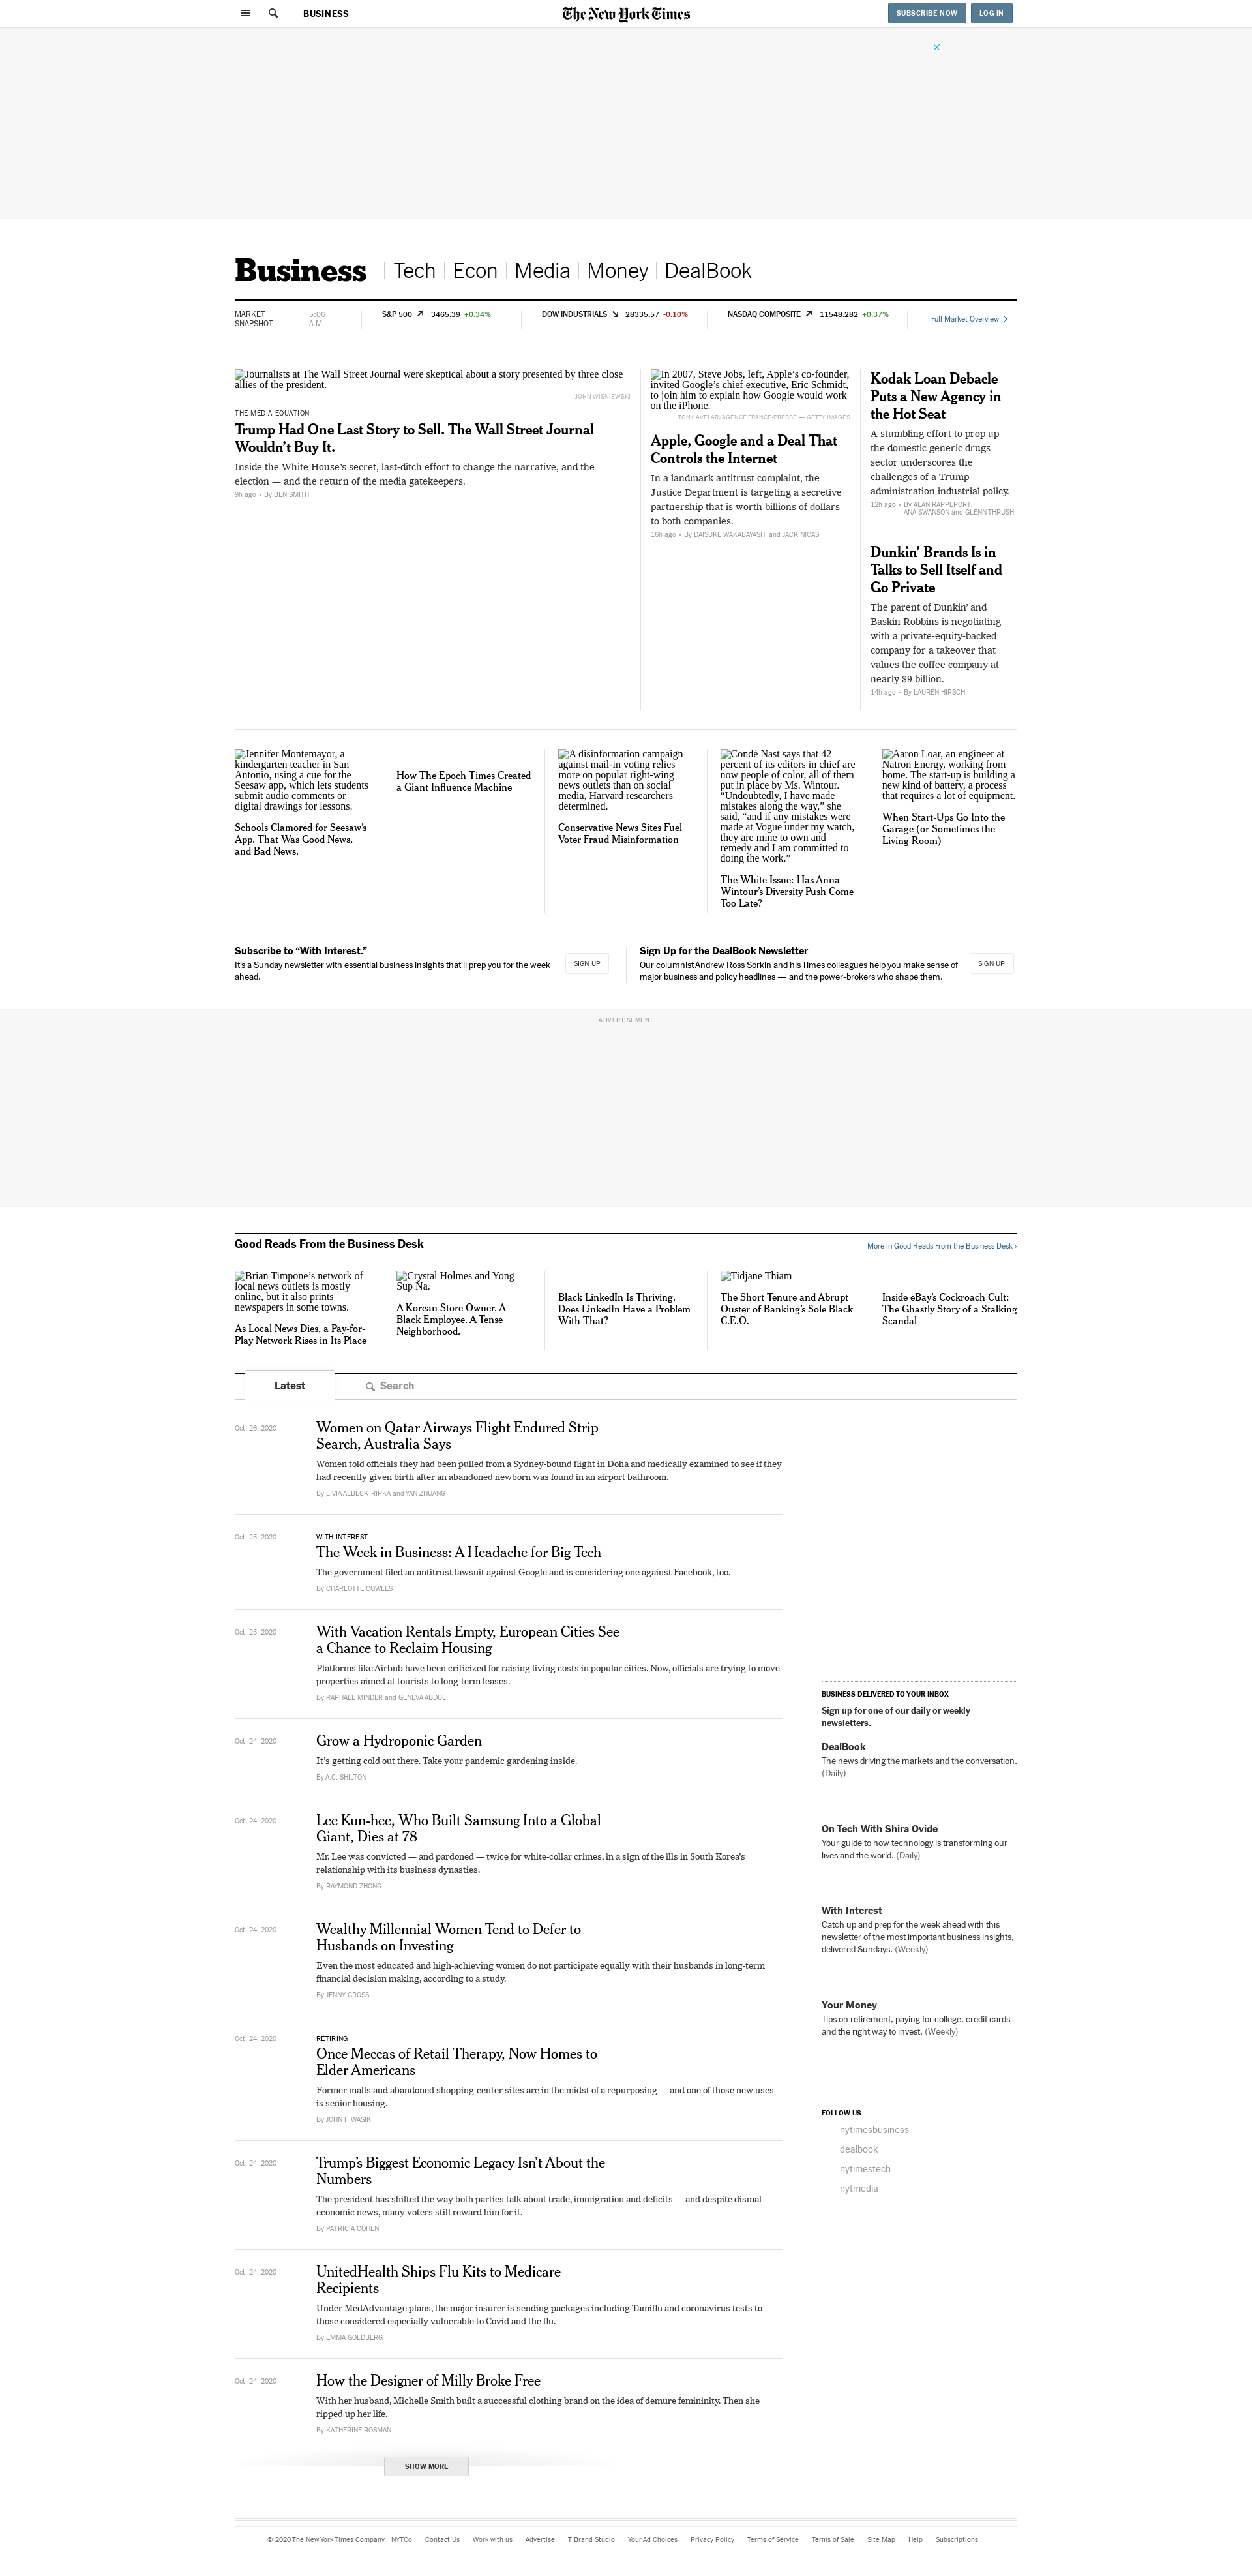 BUSINESS
The New York Times
SUBSCRIBE NOW
LOG IN
Business
Tech
Econ
Media
Money
DealBook
MARKET
SNAPSHOT
5:06
A.M.
S&P 500 3465.39 +0.34%
DOW INDUSTRIALS 28335.57 -0.10%
NASDAQ COMPOSITE 11548.282 +0.37%
Full Market Overview
Journalists at The Wall Street Journal were skeptical about a story presented by three close
allies of the president.
JOHN WISNIEWSKI
THE MEDIA EQUATION
Trump Had One Last Story to Sell. The Wall Street Journal
Wouldn’t Buy It.
Inside the White House’s secret, last-ditch effort to change the narrative, and the
election — and the return of the media gatekeepers.
9h ago • By BEN SMITH
In 2007, Steve Jobs, left, Apple’s co-founder,
invited Google’s chief executive, Eric Schmidt,
to join him to explain how Google would work
on the iPhone.
TONY AVELAR/AGENCE FRANCE-PRESSE — GETTY IMAGES
Apple, Google and a Deal That
Controls the Internet
In a landmark antitrust complaint, the
Justice Department is targeting a secretive
partnership that is worth billions of dollars
to both companies.
16h ago • By DAISUKE WAKABAYASHI and JACK NICAS
Kodak Loan Debacle
Puts a New Agency in
the Hot Seat
A stumbling effort to prop up
the domestic generic drugs
sector underscores the
challenges of a Trump
administration industrial policy.
12h ago • By ALAN RAPPEPORT,
ANA SWANSON and GLENN THRUSH
Dunkin’ Brands Is in
Talks to Sell Itself and
Go Private
The parent of Dunkin’ and
Baskin Robbins is negotiating
with a private-equity-backed
company for a takeover that
values the coffee company at
nearly $9 billion.
14h ago • By LAUREN HIRSCH
Jennifer Montemayor, a
kindergarten teacher in San
Antonio, using a cue for the
Seesaw app, which lets students
submit audio comments or
digital drawings for lessons.
Schools Clamored for Seesaw’s
App. That Was Good News,
and Bad News.
How The Epoch Times Created
a Giant Influence Machine
A disinformation campaign
against mail-in voting relies
more on popular right-wing
news outlets than on social
media, Harvard researchers
determined.
Conservative News Sites Fuel
Voter Fraud Misinformation
Condé Nast says that 42
percent of its editors in chief are
now people of color, all of them
put in place by Ms. Wintour.
“Undoubtedly, I have made
mistakes along the way,” she
said, “and if any mistakes were
made at Vogue under my watch,
they are mine to own and
remedy and I am committed to
doing the work.”
The White Issue: Has Anna
Wintour’s Diversity Push Come
Too Late?
Aaron Loar, an engineer at
Natron Energy, working from
home. The start-up is building a
new kind of battery, a process
that requires a lot of equipment.
When Start-Ups Go Into the
Garage (or Sometimes the
Living Room)
Subscribe to “With Interest.”
It’s a Sunday newsletter with essential business insights that’ll prep you for the week
ahead.
SIGN UP
Sign Up for the DealBook Newsletter
Our columnist Andrew Ross Sorkin and his Times colleagues help you make sense of
major business and policy headlines — and the power-brokers who shape them.
SIGN UP
ADVERTISEMENT
Good Reads From the Business Desk
More in Good Reads From the Business Desk ›
Brian Timpone’s network of
local news outlets is mostly
online, but it also prints
newspapers in some towns.
As Local News Dies, a Pay-for-
Play Network Rises in Its Place
Crystal Holmes and Yong
Sup Na.
A Korean Store Owner. A
Black Employee. A Tense
Neighborhood.
Black LinkedIn Is Thriving.
Does LinkedIn Have a Problem
With That?
Tidjane Thiam
The Short Tenure and Abrupt
Ouster of Banking’s Sole Black
C.E.O.
Inside eBay’s Cockroach Cult:
The Ghastly Story of a Stalking
Scandal
Latest
Search
Oct. 26, 2020
Women on Qatar Airways Flight Endured Strip
Search, Australia Says
Women told officials they had been pulled from a Sydney-bound flight in Doha and medically examined to see if they
had recently given birth after an abandoned newborn was found in an airport bathroom.
By LIVIA ALBECK-RIPKA and YAN ZHUANG
Oct. 25, 2020
WITH INTEREST
The Week in Business: A Headache for Big Tech
The government filed an antitrust lawsuit against Google and is considering one against Facebook, too.
By CHARLOTTE COWLES
Oct. 25, 2020
With Vacation Rentals Empty, European Cities See
a Chance to Reclaim Housing
Platforms like Airbnb have been criticized for raising living costs in popular cities. Now, officials are trying to move
properties aimed at tourists to long-term leases.
By RAPHAEL MINDER and GENEVA ABDUL
Oct. 24, 2020
Grow a Hydroponic Garden
It’s getting cold out there. Take your pandemic gardening inside.
By A.C. SHILTON
Oct. 24, 2020
Lee Kun-hee, Who Built Samsung Into a Global
Giant, Dies at 78
Mr. Lee was convicted — and pardoned — twice for white-collar crimes, in a sign of the ills in South Korea’s
relationship with its business dynasties.
By RAYMOND ZHONG
Oct. 24, 2020
Wealthy Millennial Women Tend to Defer to
Husbands on Investing
Even the most educated and high-achieving women do not participate equally with their husbands in long-term
financial decision making, according to a study.
By JENNY GROSS
Oct. 24, 2020
RETIRING
Once Meccas of Retail Therapy, Now Homes to
Elder Americans
Former malls and abandoned shopping-center sites are in the midst of a repurposing — and one of those new uses
is senior housing.
By JOHN F. WASIK
Oct. 24, 2020
Trump’s Biggest Economic Legacy Isn’t About the
Numbers
The president has shifted the way both parties talk about trade, immigration and deficits — and despite dismal
economic news, many voters still reward him for it.
By PATRICIA COHEN
Oct. 24, 2020
UnitedHealth Ships Flu Kits to Medicare
Recipients
Under MedAdvantage plans, the major insurer is sending packages including Tamiflu and coronavirus tests to
those considered especially vulnerable to Covid and the flu.
By EMMA GOLDBERG
Oct. 24, 2020
How the Designer of Milly Broke Free
With her husband, Michelle Smith built a successful clothing brand on the idea of demure femininity. Then she
ripped up her life.
By KATHERINE ROSMAN
SHOW MORE
BUSINESS DELIVERED TO YOUR INBOX
Sign up for one of our daily or weekly
newsletters.
DealBook
The news driving the markets and the conversation.
(Daily)
On Tech With Shira Ovide
Your guide to how technology is transforming our
lives and the world. (Daily)
With Interest
Catch up and prep for the week ahead with this
newsletter of the most important business insights,
delivered Sundays. (Weekly)
Your Money
Tips on retirement, paying for college, credit cards
and the right way to invest. (Weekly)
FOLLOW US
nytimesbusiness
dealbook
nytimestech
nytmedia
© 2020 The New York Times Company NYTCo Contact Us Work with us Advertise T Brand Studio Your Ad Choices Privacy Policy Terms of Service Terms of Sale Site Map Help Subscriptions